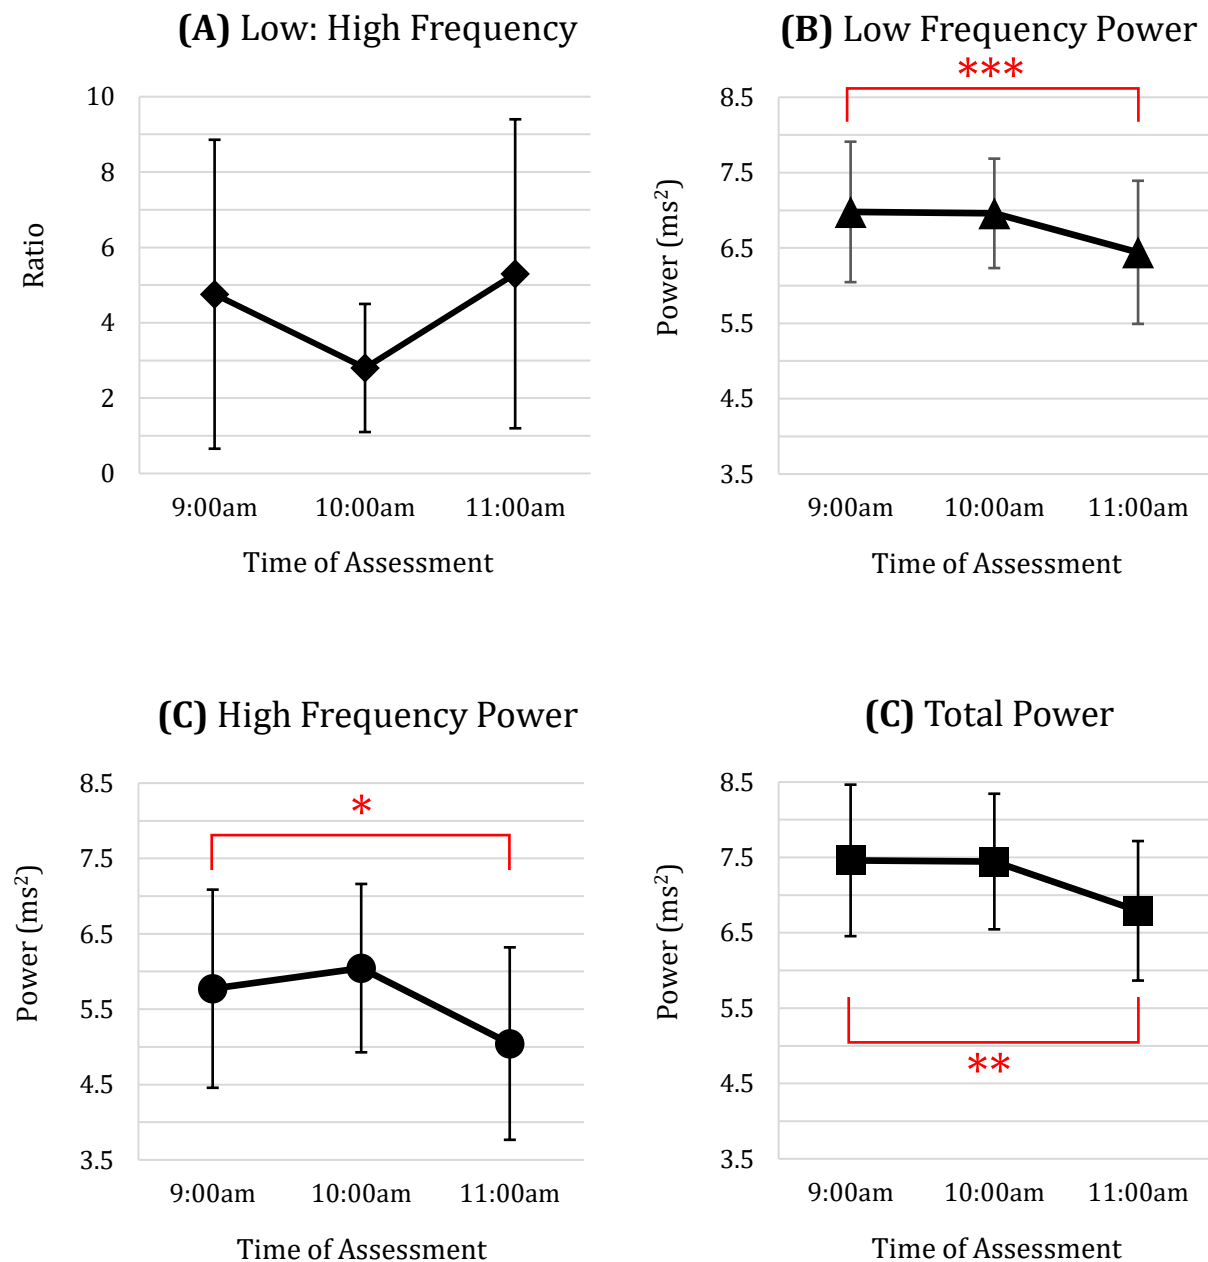 (A) Low: High Frequency
10
8
6
4
2
0
Ratio
9:00am 10:00am 11:00am
Time of Assessment
(B) Low Frequency Power
***
8.5
7.5
6.5
5.5
4.5
3.5
Power (ms²)
9:00am 10:00am 11:00am
Time of Assessment
(C) High Frequency Power
*
8.5
7.5
6.5
5.5
4.5
3.5
Power (ms²)
9:00am 10:00am 11:00am
Time of Assessment
(C) Total Power
8.5
7.5
6.5
5.5
4.5
3.5
Power (ms²)
**
9:00am 10:00am 11:00am
Time of Assessment